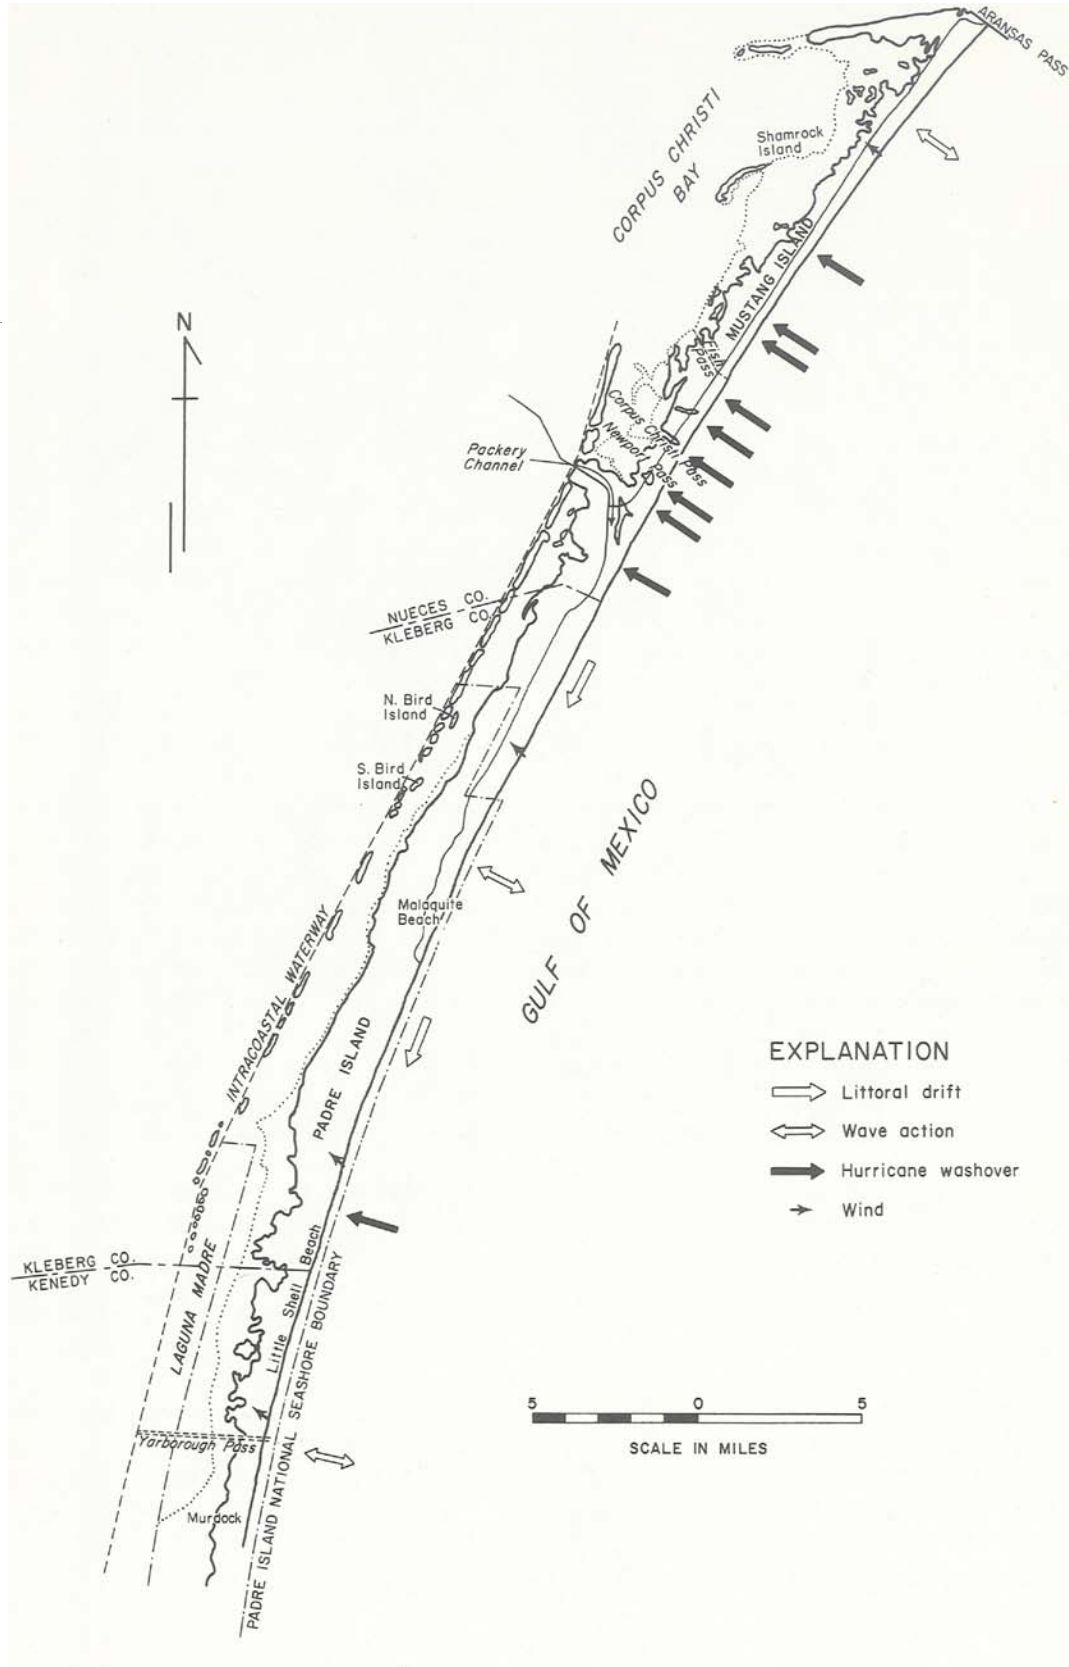 ARANSAS PASS
CORPUS CHRISTI
BAY
Shamrock
Island
MUSTANG ISLAND
N
Fish
Pass
Corpus Christi Pass
Newport Pass
Packery
Channel
NUECES CO.
KLEBERG CO.
N. Bird
Island
S. Bird
Island
GULF OF MEXICO
Malaquite
Beach
INTRACOASTAL WATERWAY
PADRE ISLAND
EXPLANATION
Littoral drift
Wave action
Hurricane washover
Wind
KLEBERG CO.
KENEDY CO.
LAGUNA MADRE
Little Shell Beach
PADRE ISLAND NATIONAL SEASHORE BOUNDARY
5 0 5
SCALE IN MILES
Yarborough Pass
Murdock